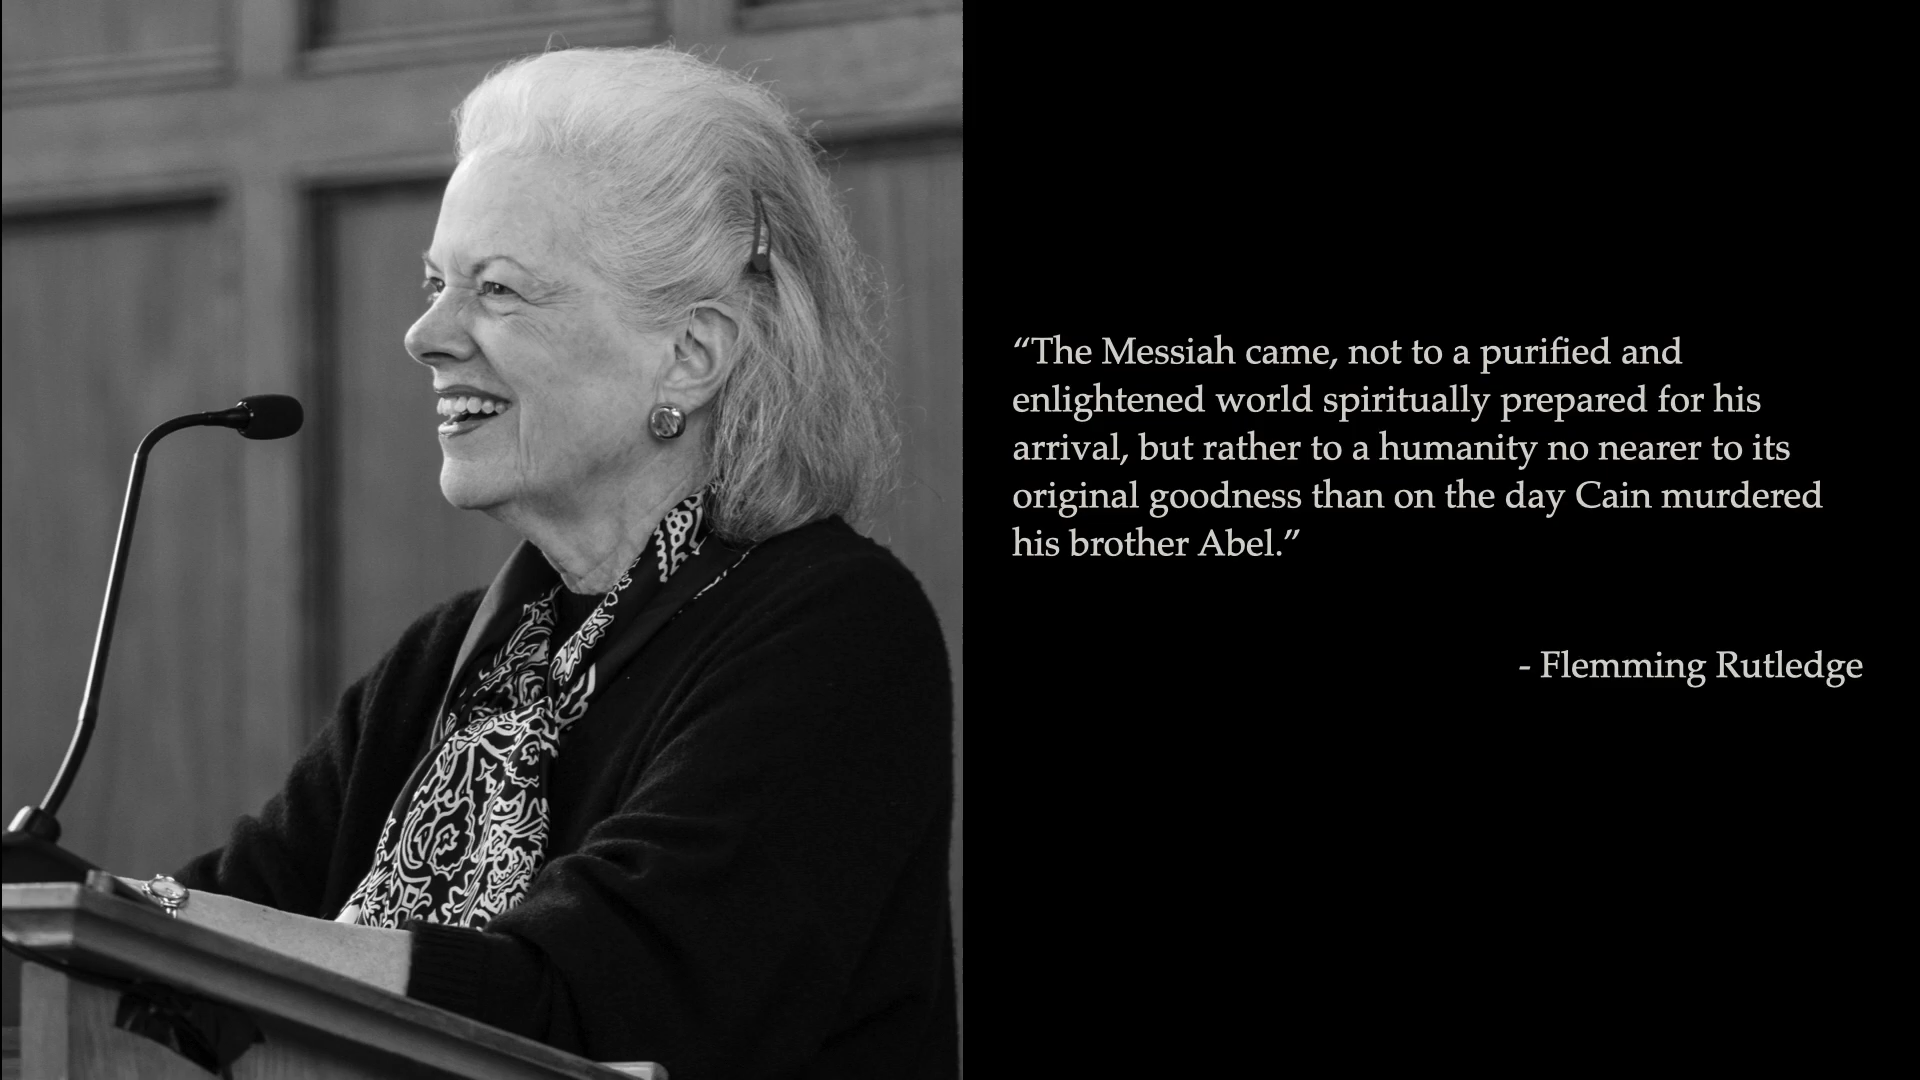 “The Messiah came, not to a purified and
enlightened world spiritually prepared for his
arrival, but rather to a humanity no nearer to its
original goodness than on the day Cain murdered
his brother Abel.”
- Flemming Rutledge